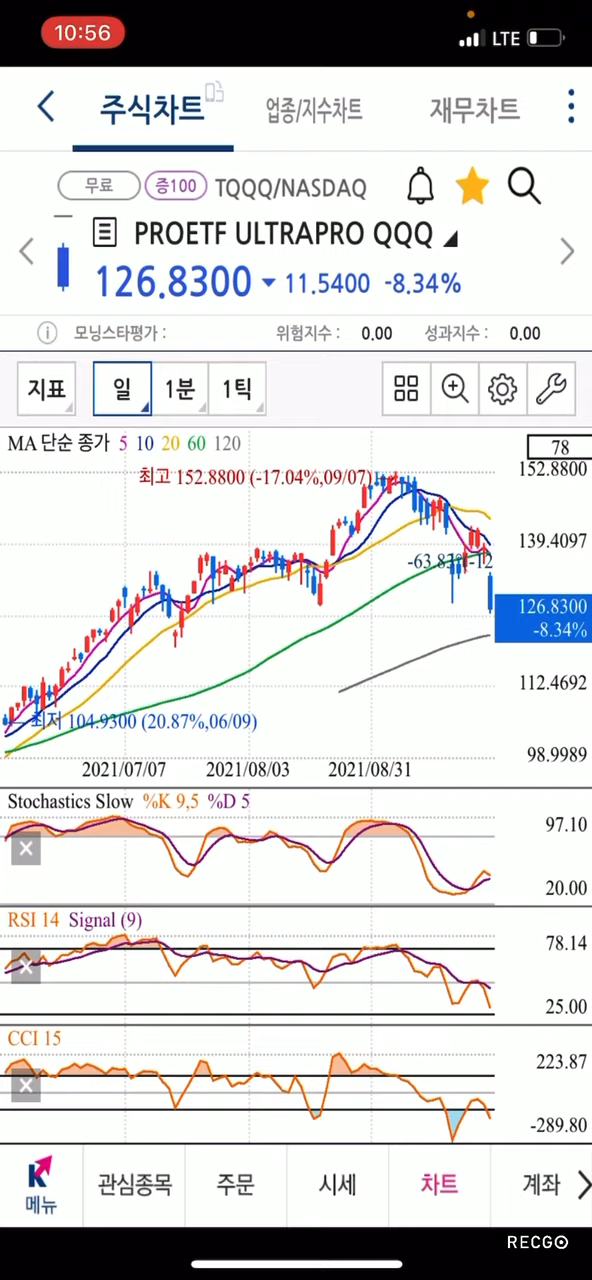 10:56
LTE
주식차트 업종/지수차트 재무차트
무료 증100 TQQQ/NASDAQ
PROETF ULTRAPRO QQQ
126.8300 11.5400 -8.34%
모닝스타평가 : 위험지수 : 0.00 성과지수 : 0.00
지표 일 1분 1틱
MA 단순 종가 5 10 20 60 120
78
최고 152.8800 (-17.04%,09/07)
152.8800
139.4097
126.8300
-8.34%
112.4692
최저 104.9300 (20.87%,06/09)
98.9989
2021/07/07 2021/08/03 2021/08/31
Stochastics Slow %K 9,5 %D 5
97.10
20.00
RSI 14 Signal (9)
78.14
25.00
CCI 15
223.87
-289.80
메뉴 관심종목 주문 시세 차트 계좌
RECGO